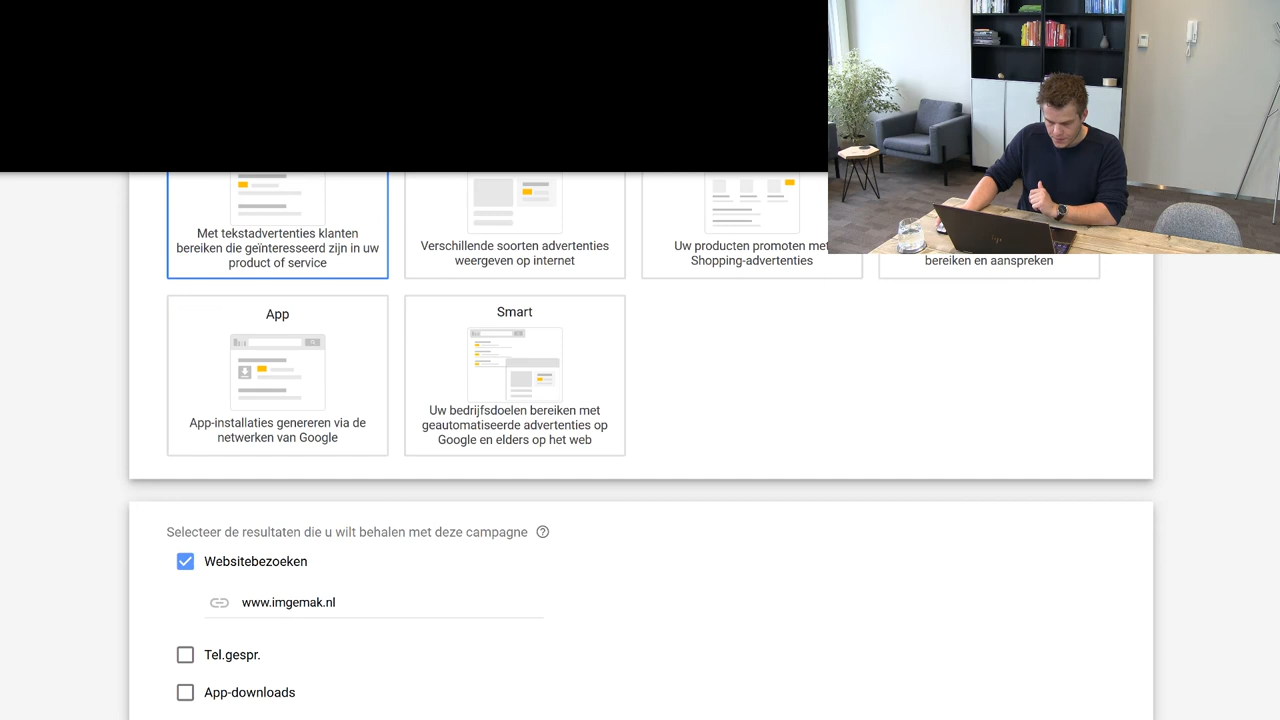 Met tekstadvertenties klanten
bereiken die geïnteresseerd zijn in uw
product of service
Verschillende soorten advertenties
weergeven op internet
Uw producten promoten met
Shopping-advertenties
bereiken en aanspreken
App
App-installaties genereren via de
netwerken van Google
Smart
Uw bedrijfsdoelen bereiken met
geautomatiseerde advertenties op
Google en elders op het web
Selecteer de resultaten die u wilt behalen met deze campagne
Websitebezoeken
www.imgemak.nl
Tel.gespr.
App-downloads